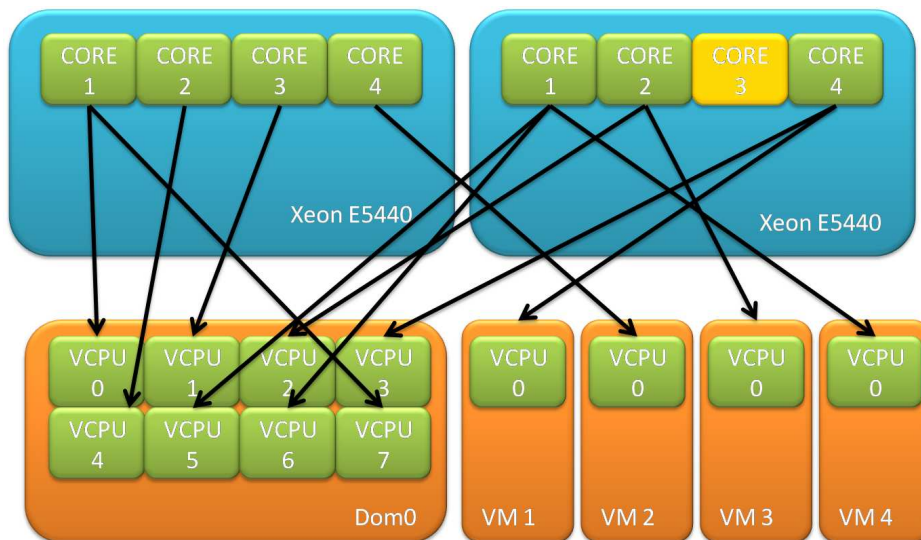 CORE 1
CORE 2
CORE 3
CORE 4
Xeon E5440
CORE 1
CORE 2
CORE 3
CORE 4
Xeon E5440
VCPU 0
VCPU 1
VCPU 2
VCPU 3
VCPU 4
VCPU 5
VCPU 6
VCPU 7
Dom0
VCPU 0
VM 1
VCPU 0
VM 2
VCPU 0
VM 3
VCPU 0
VM 4